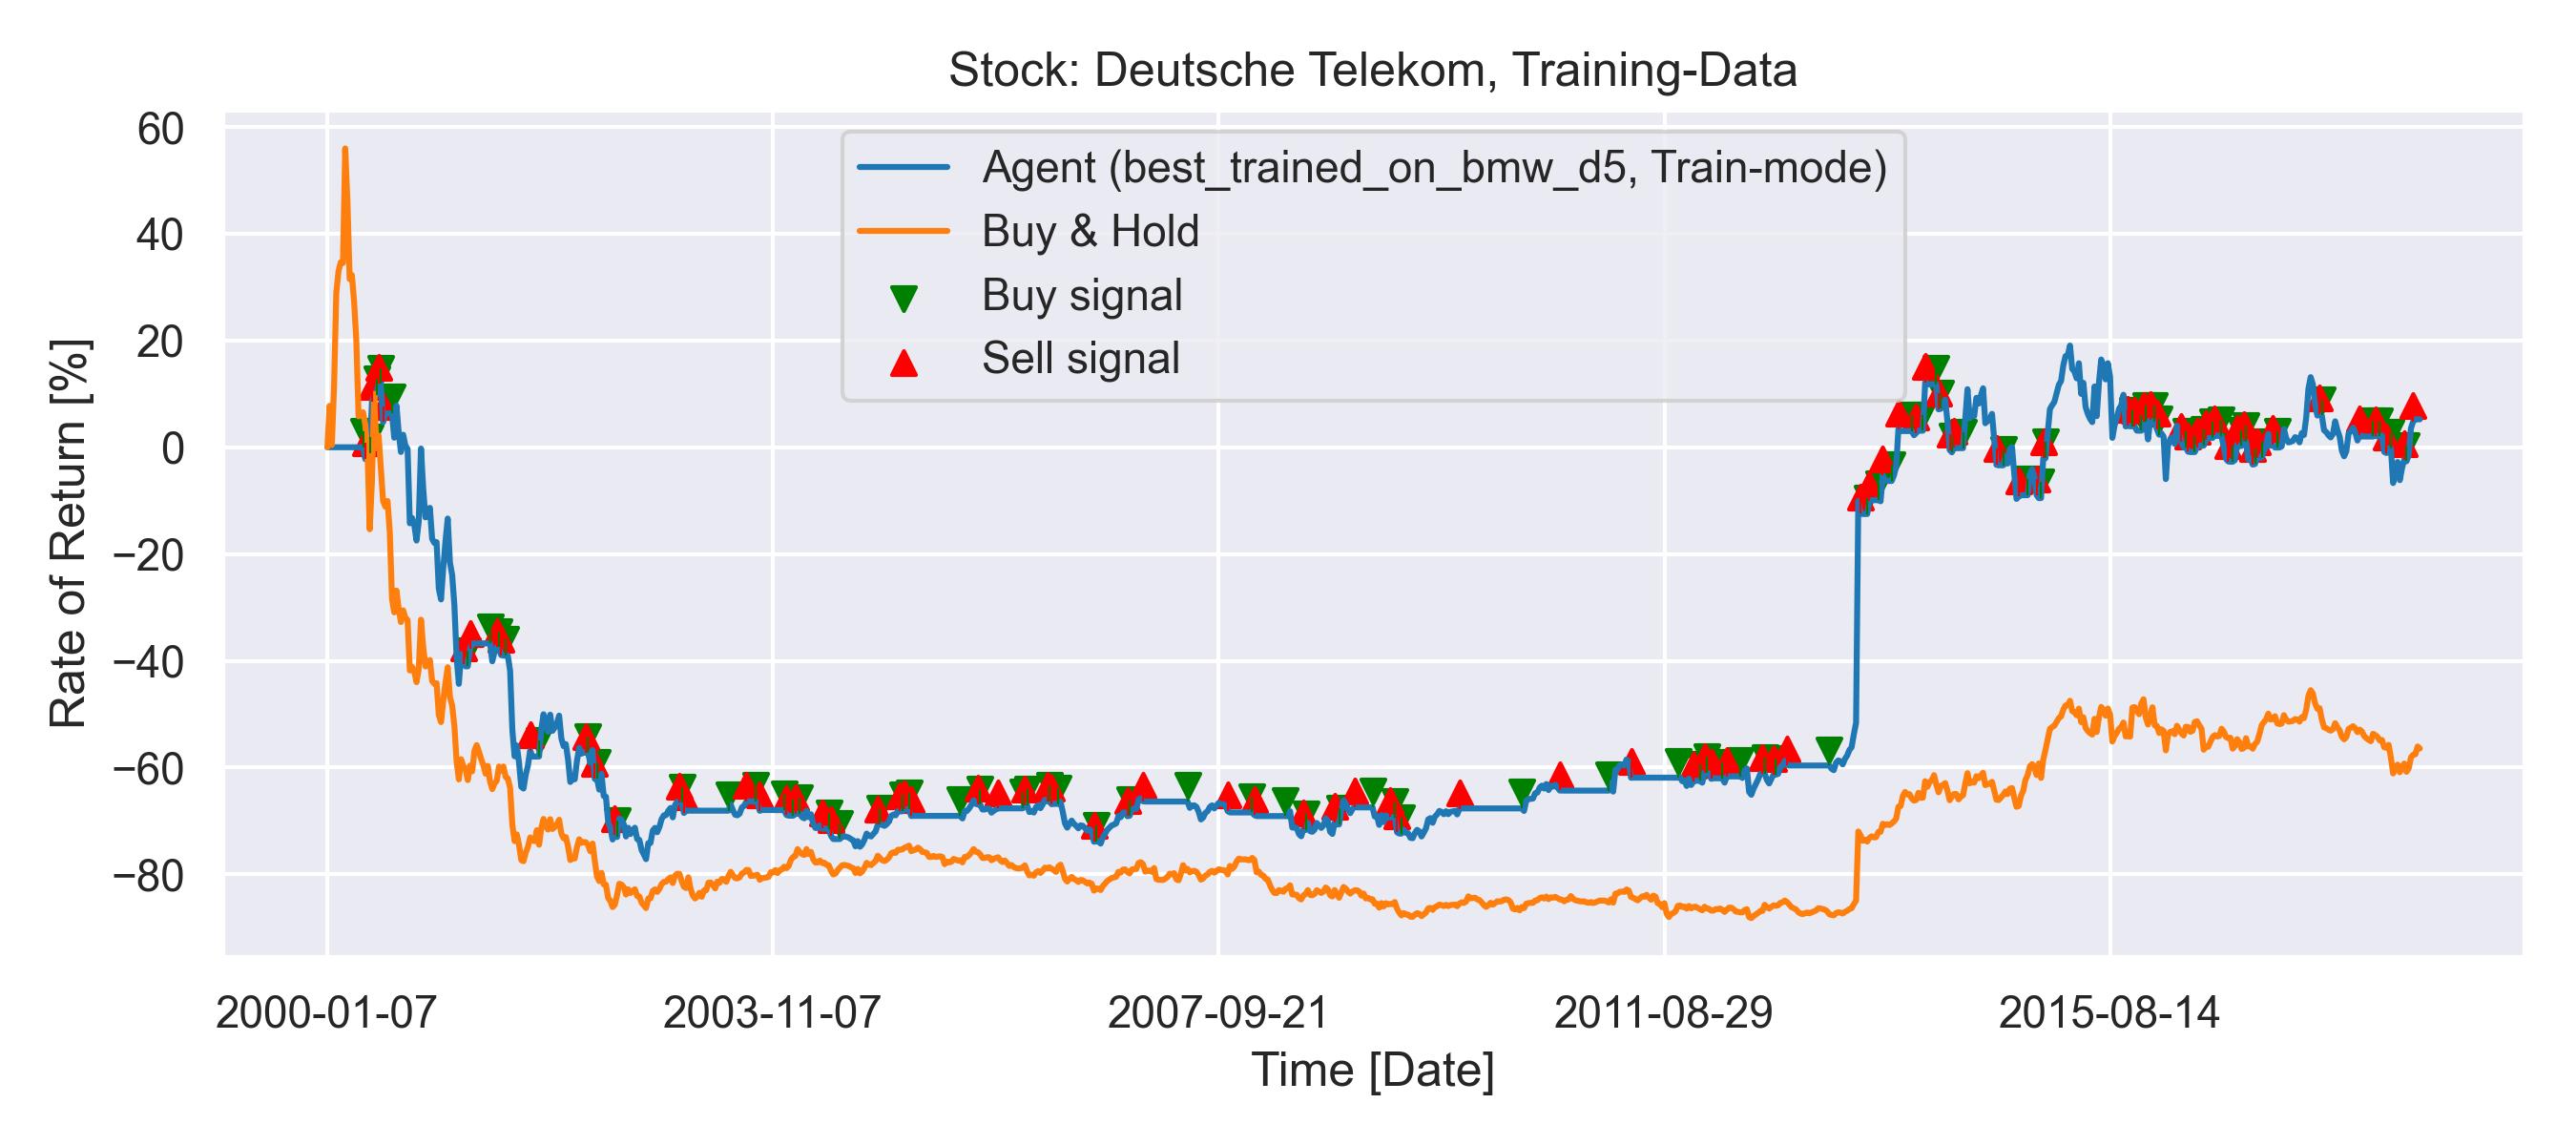 Stock: Deutsche Telekom, Training-Data
Agent (best_trained_on_bmw_d5, Train-mode)
Buy & Hold
Buy signal
Sell signal
Rate of Return [%]
60
40
20
0
−20
−40
−60
−80
2000-01-07 2003-11-07 2007-09-21 2011-08-29 2015-08-14
Time [Date]